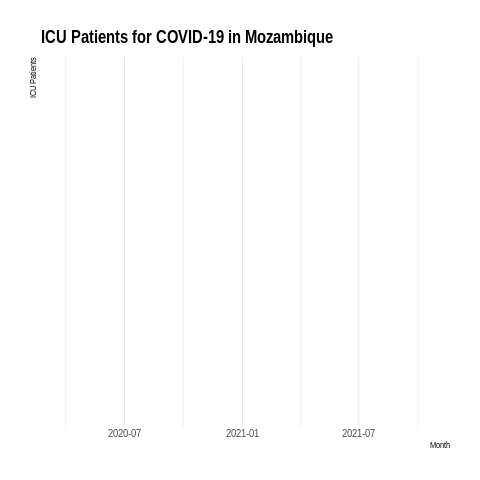 ICU Patients for COVID-19 in Mozambique
ICU Patients
2020-07
2021-01
2021-07
Month